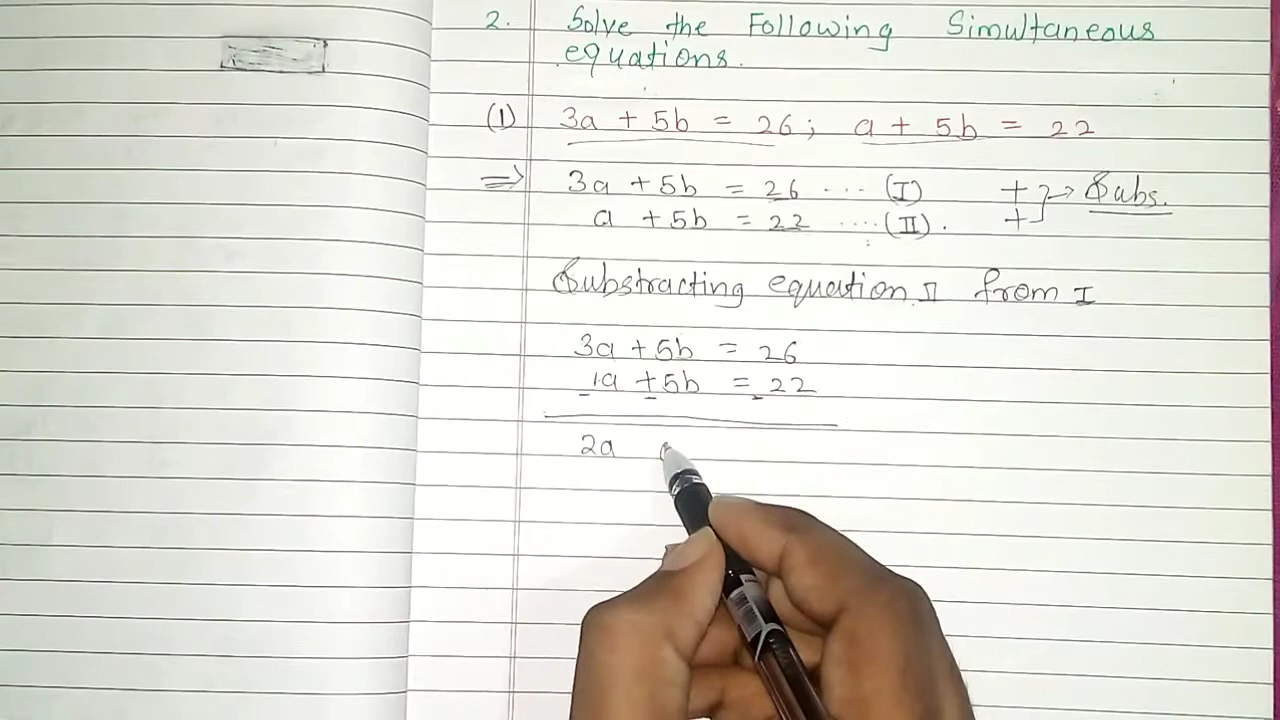 2. Solve the Following Simultaneous
equations.
(1) 3a + 5b = 26; a + 5b = 22
⇒ 3a + 5b = 26 ... (I) + → Subs.
a + 5b = 22 .... (II). +
Substracting equation II from I
3a + 5b = 26
1a + 5b = 22
- - -
2a